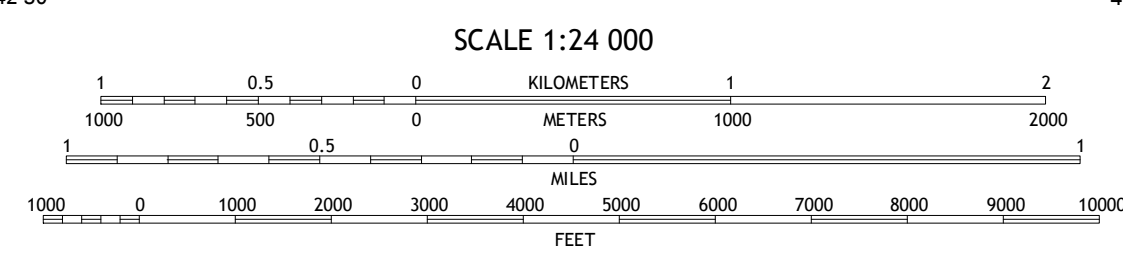 SCALE 1:24 000
1 0.5 0 KILOMETERS 1 2
1000 500 0 METERS 1000 2000
1 0.5 0 1
MILES
1000 0 1000 2000 3000 4000 5000 6000 7000 8000 9000 10000
FEET